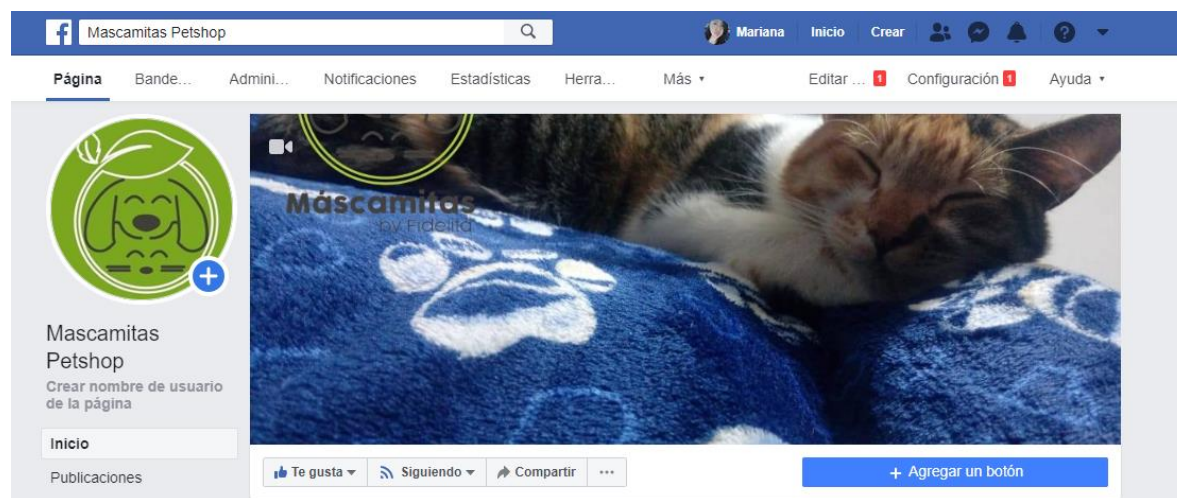 f Mascamitas Petshop
Mariana Inicio Crear
Página Bande... Admini... Notificaciones Estadísticas Herra... Más Editar ... 1 Configuración 1 Ayuda
Máscamitas
by Fidelita
Mascamitas
Petshop
Crear nombre de usuario
de la página
Inicio
Publicaciones
Te gusta Siguiendo Compartir ...
+ Agregar un botón